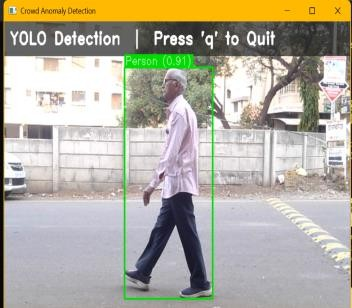 Crowd Anomaly Detection
YOLO Detection | Press 'q' to Quit
Person (0.91)